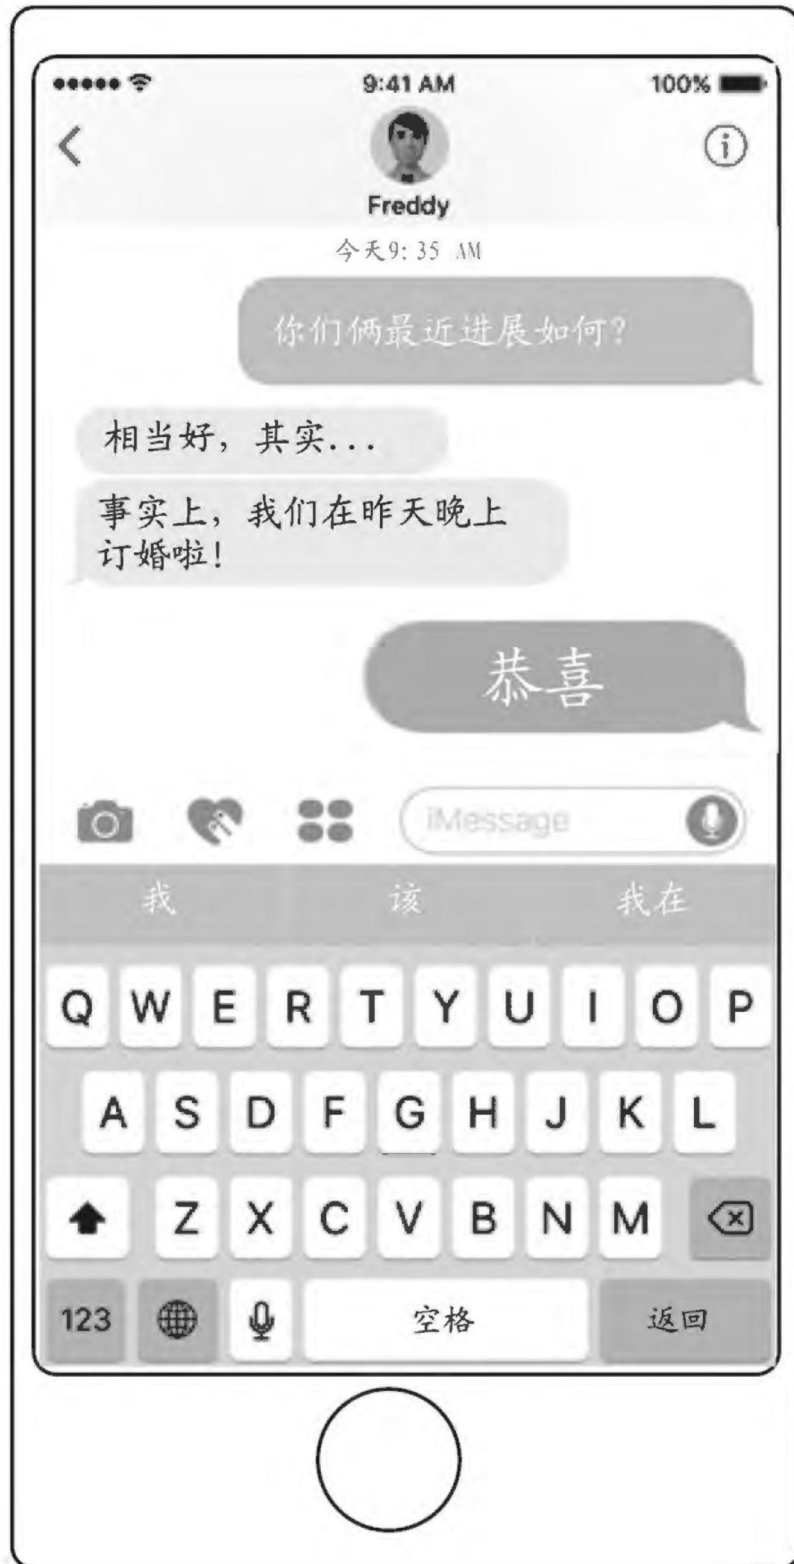 9:41 AM
100%
Freddy
今天9:35 AM
你们俩最近进展如何?
相当好，其实...
事实上，我们在昨天晚上
订婚啦!
恭喜
iMessage
我 该 我在
Q W E R T Y U I O P
A S D F G H J K L
Z X C V B N M
123 空格 返回